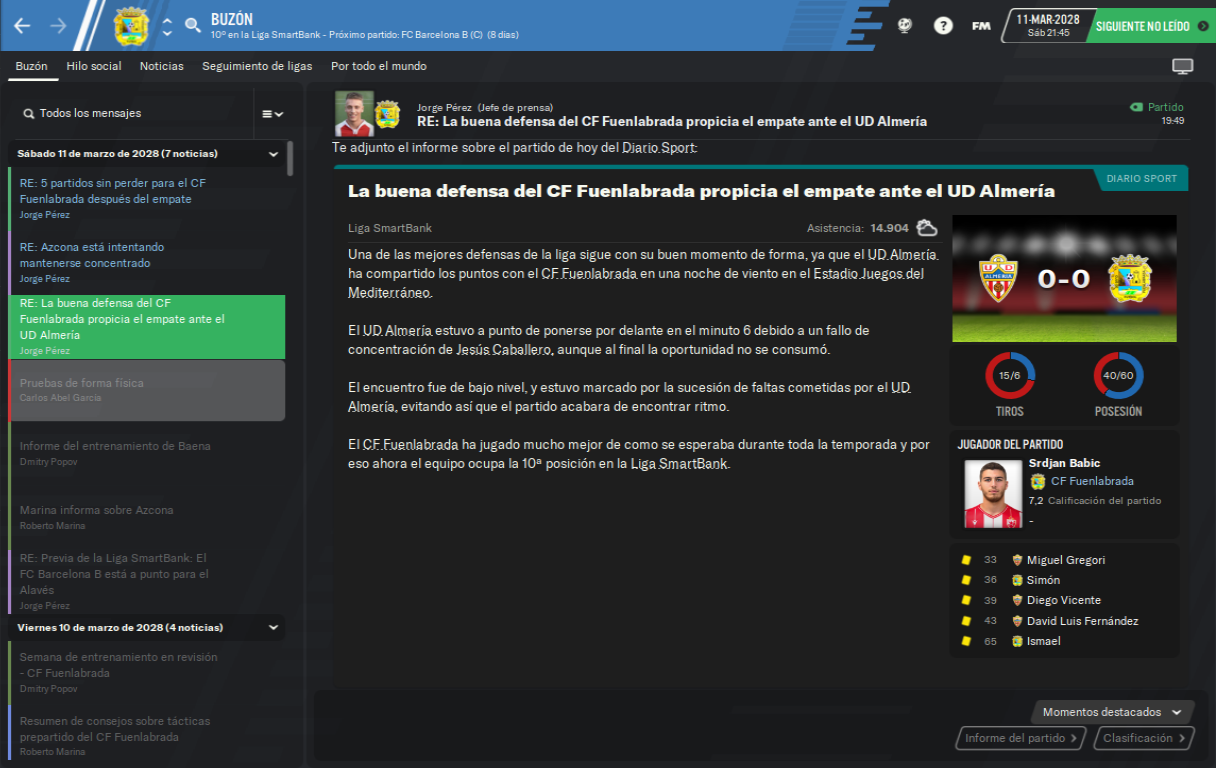 BUZÓN
10º en la Liga SmartBank - Próximo partido: FC Barcelona B (C) (8 días)
?
FM
11-MAR-2028
Sáb 21:45
SIGUIENTE NO LEÍDO
Buzón
Hilo social
Noticias
Seguimiento de ligas
Por todo el mundo
Todos los mensajes
Sábado 11 de marzo de 2028 (7 noticias)
RE: 5 partidos sin perder para el CF
Fuenlabrada después del empate
Jorge Pérez
RE: Azcona está intentando
mantenerse concentrado
Jorge Pérez
RE: La buena defensa del CF
Fuenlabrada propicia el empate ante el
UD Almería
Jorge Pérez
Pruebas de forma física
Carlos Abel García
Informe del entrenamiento de Baena
Dmitry Popov
Marina informa sobre Azcona
Roberto Marina
RE: Previa de la Liga SmartBank: El
FC Barcelona B está a punto para el
Alavés
Jorge Pérez
Viernes 10 de marzo de 2028 (4 noticias)
Semana de entrenamiento en revisión
- CF Fuenlabrada
Dmitry Popov
Resumen de consejos sobre tácticas
prepartido del CF Fuenlabrada
Roberto Marina
Jorge Pérez (Jefe de prensa)
RE: La buena defensa del CF Fuenlabrada propicia el empate ante el UD Almería
Partido
19:49
Te adjunto el informe sobre el partido de hoy del Diario Sport:
DIARIO SPORT
La buena defensa del CF Fuenlabrada propicia el empate ante el UD Almería
Liga SmartBank
Asistencia: 14.904
Una de las mejores defensas de la liga sigue con su buen momento de forma, ya que el UD Almería
ha compartido los puntos con el CF Fuenlabrada en una noche de viento en el Estadio Juegos del
Mediterráneo.
El UD Almería estuvo a punto de ponerse por delante en el minuto 6 debido a un fallo de
concentración de Jesús Caballero, aunque al final la oportunidad no se consumó.
El encuentro fue de bajo nivel, y estuvo marcado por la sucesión de faltas cometidas por el UD
Almería, evitando así que el partido acabara de encontrar ritmo.
El CF Fuenlabrada ha jugado mucho mejor de como se esperaba durante toda la temporada y por
eso ahora el equipo ocupa la 10ª posición en la Liga SmartBank.
0-0
15/6
TIROS
40/60
POSESIÓN
JUGADOR DEL PARTIDO
Srdjan Babic
CF Fuenlabrada
7,2 Calificación del partido
-
33 Miguel Gregori
36 Simón
39 Diego Vicente
43 David Luis Fernández
65 Ismael
Momentos destacados
Informe del partido
Clasificación